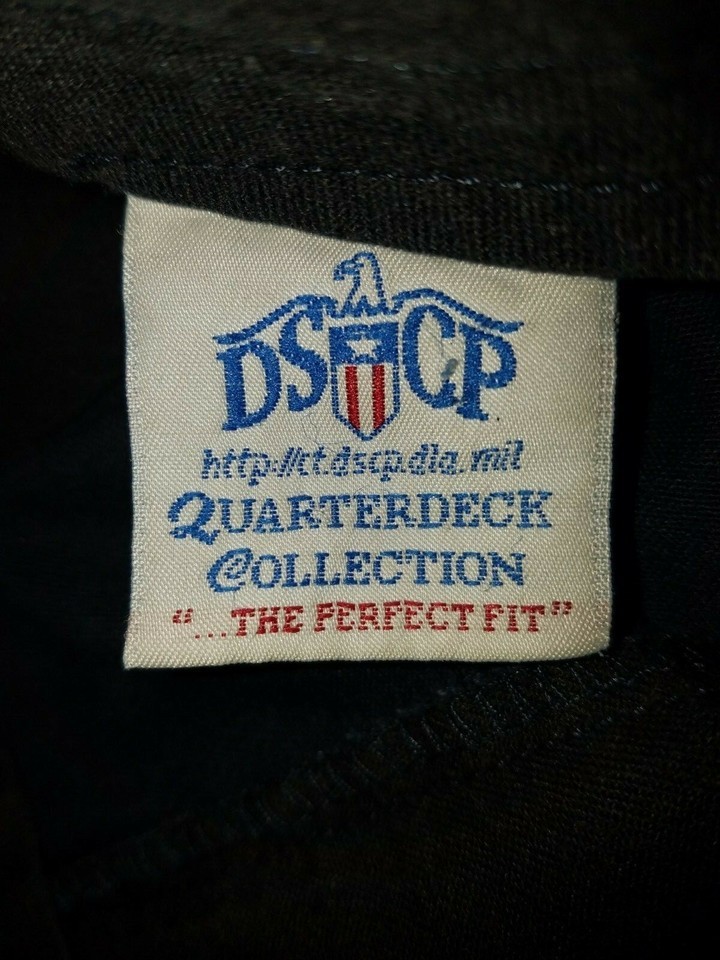 DSCP
http://ct.dscp.dla.mil
QUARTERDECK
COLLECTION
"...THE PERFECT FIT"